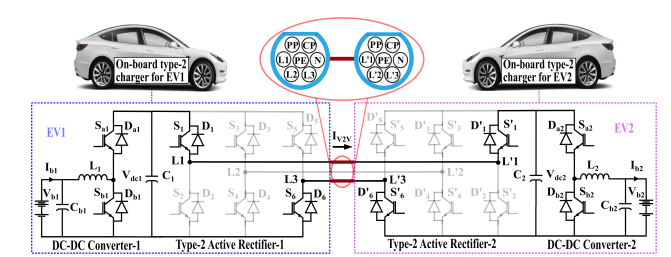 On-board type-2
charger for EV1
PP CP
L1 PE N
L2 L3
PP CP
L'1 PE N
L'2 L'3
On-board type-2
charger for EV2
EV1
Sa1 Da1 S1 D1 S3 D3 S5 D5
Ib1 L1 Vdc1 C1
Vb1 Cb1 Sb1 Db1
L1 L2 L3
S2 D2 S4 D4 S6 D6
DC-DC Converter-1
Type-2 Active Rectifier-1
IV2V
EV2
D'5 S'5 D'3 S'3 D'1 S'1 Da2 Sa2
L'1 L'2 L'3
C2 Vdc2 L2 Ib2
D'6 S'6 D'4 S'4 D'2 S'2 Db2 Sb2 Cb2 Vb2
Type-2 Active Rectifier-2
DC-DC Converter-2